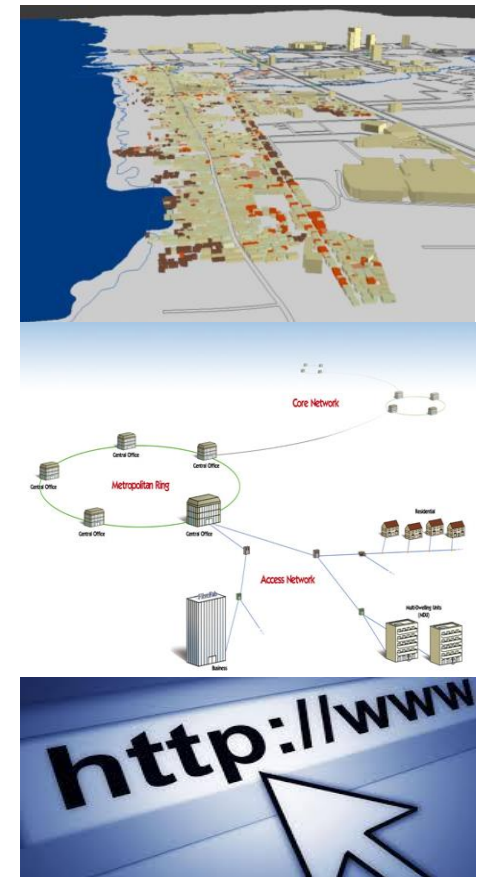 Core Network
Central Office
Central Office
Central Office
Metropolitan Ring
Central Office
Central Office
Residential
Access Network
Multi-Dwelling Units
(MDU)
Business
http://www